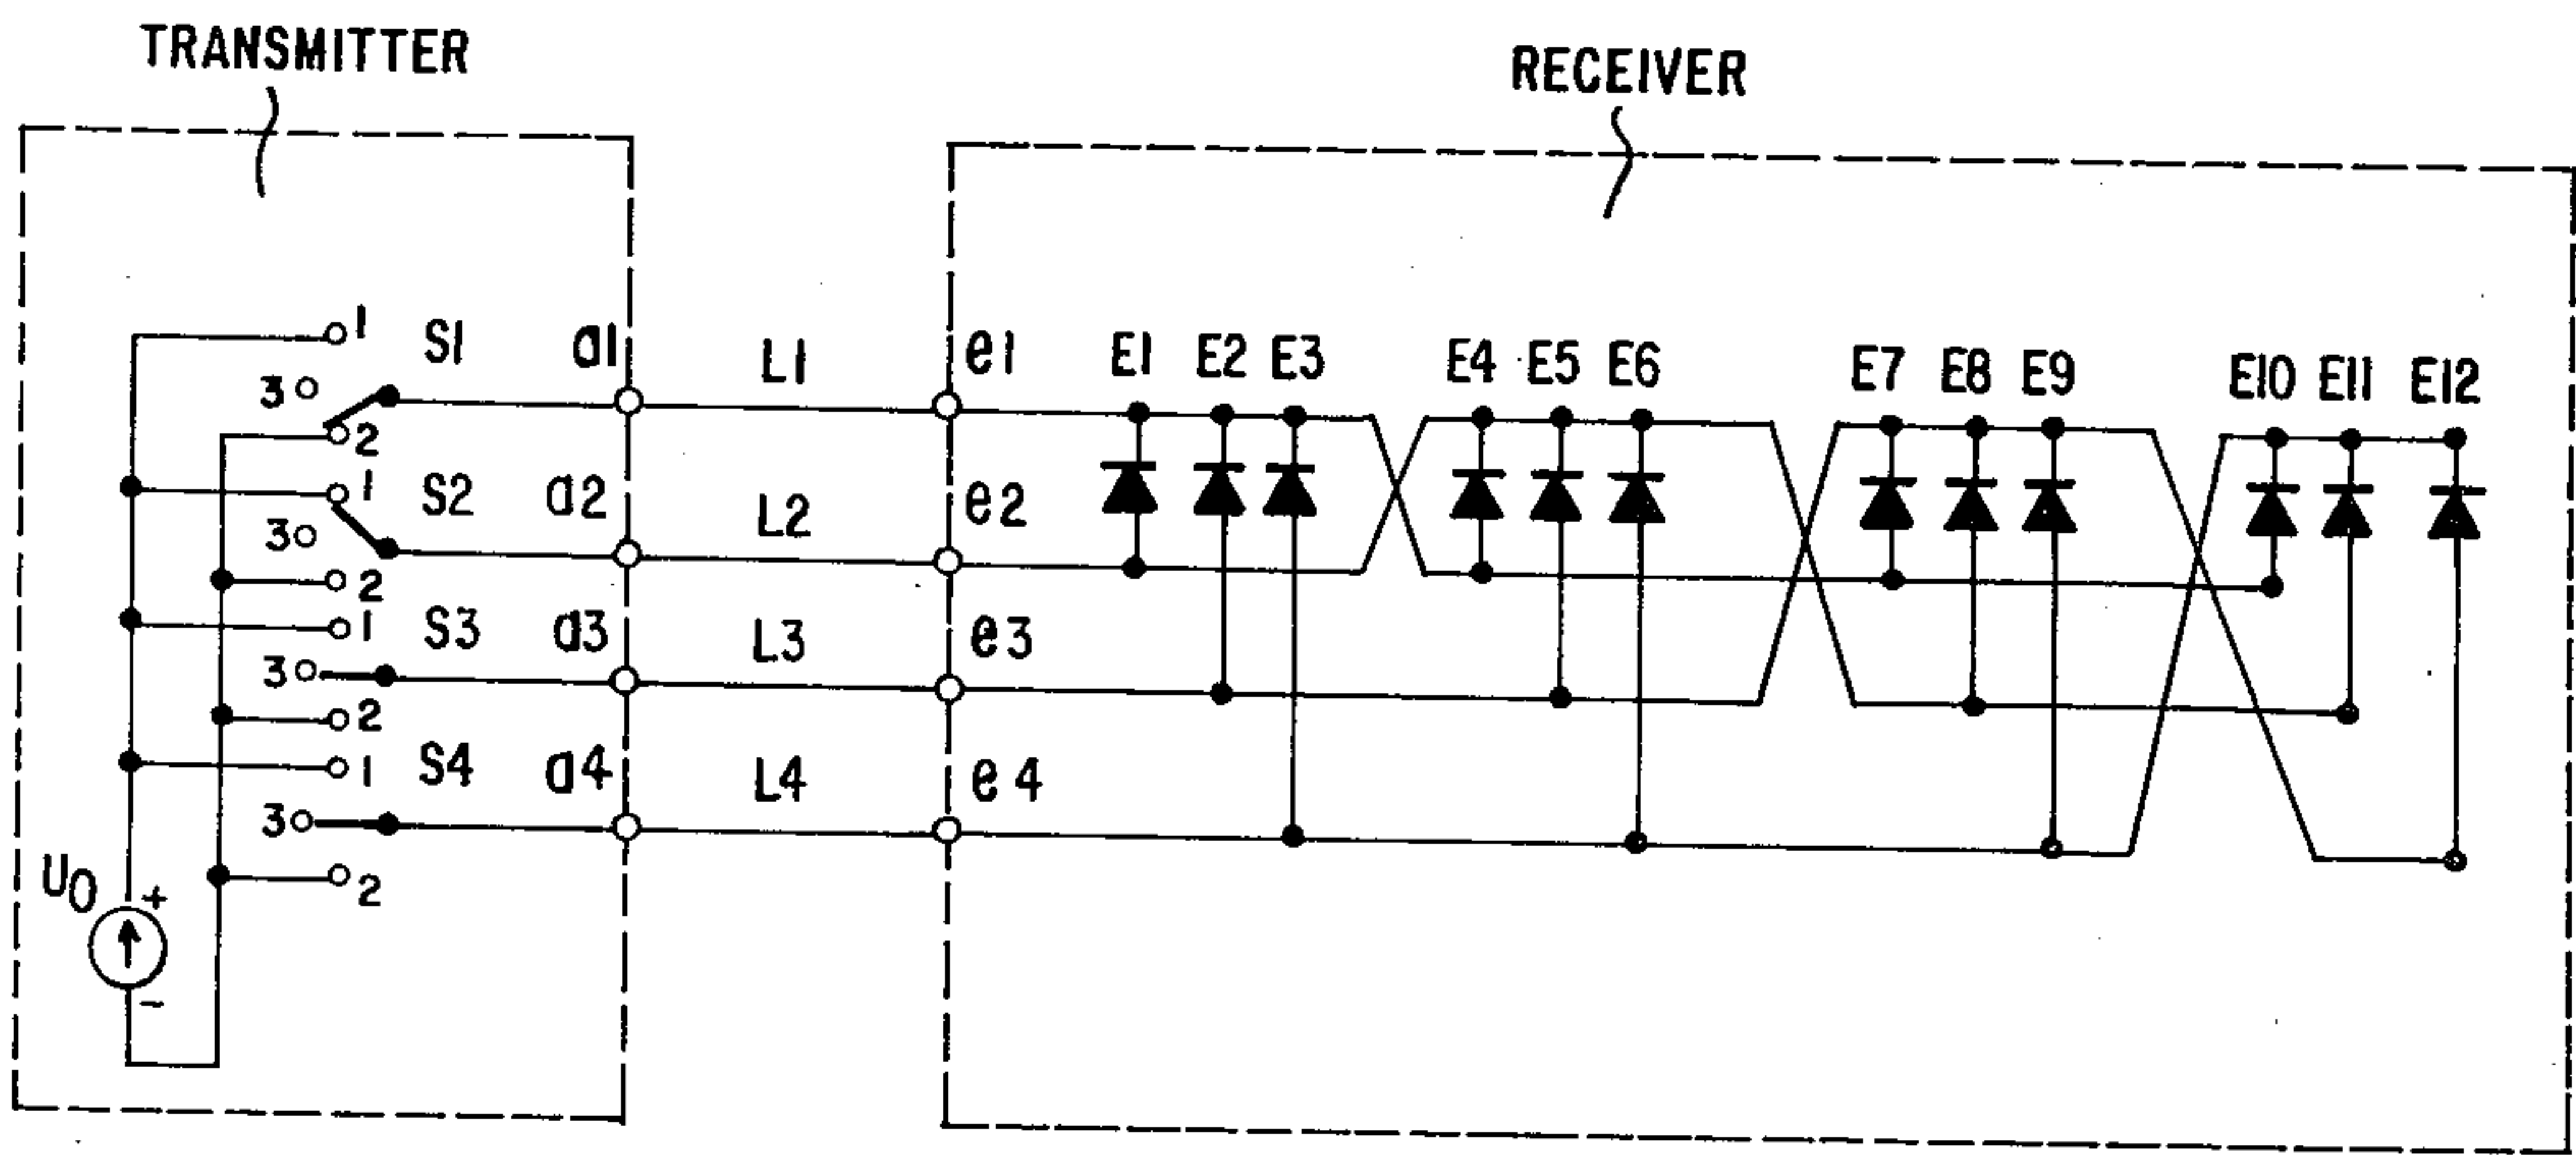 TRANSMITTER
RECEIVER
1
S1
a1
L1
e1
E1 E2 E3
E4 E5 E6
E7 E8 E9
E10 E11 E12
3
2
1
S2
a2
L2
e2
3
2
1
S3
a3
L3
e3
3
2
1
S4
a4
L4
e4
3
2
U0
+
-